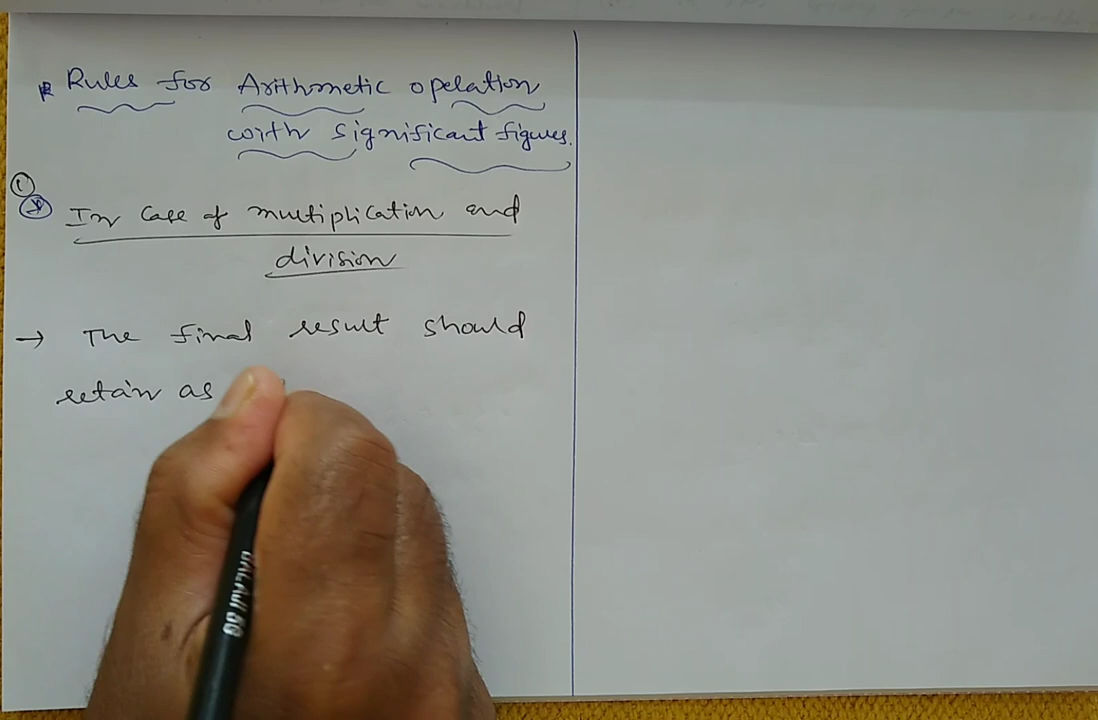 * Rules for Arithmetic opelation
with significant figures.
(1) In Case of multiplication and
division
→ The final result should
retain as